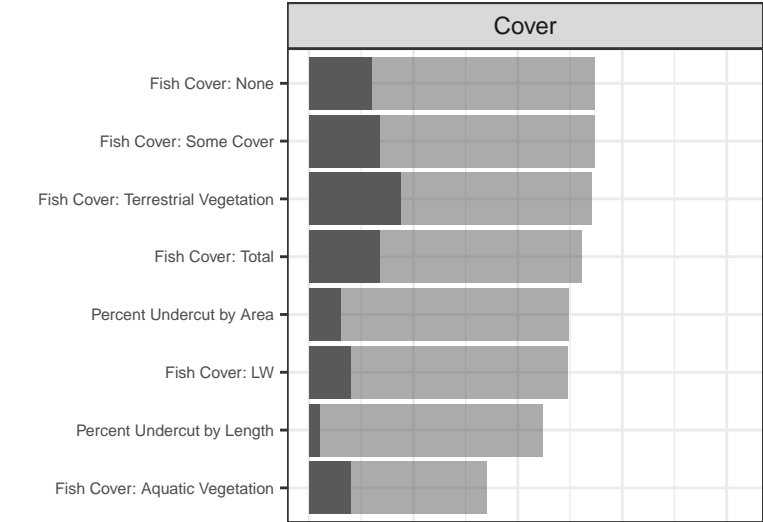 Cover
Fish Cover: None
Fish Cover: Some Cover
Fish Cover: Terrestrial Vegetation
Fish Cover: Total
Percent Undercut by Area
Fish Cover: LW
Percent Undercut by Length
Fish Cover: Aquatic Vegetation